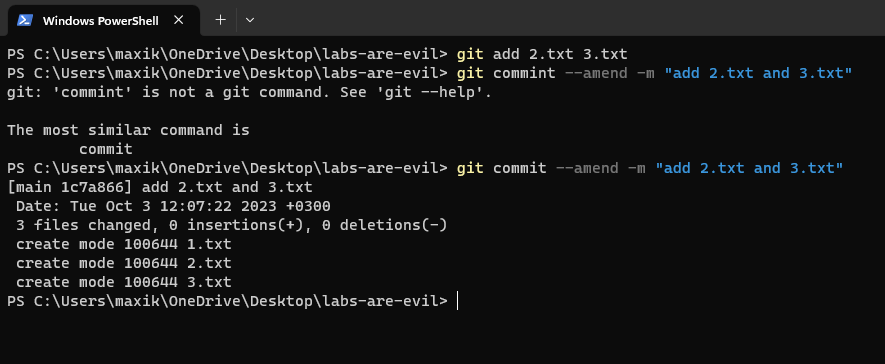 Windows PowerShell
PS C:\Users\maxik\OneDrive\Desktop\labs-are-evil> git add 2.txt 3.txt
PS C:\Users\maxik\OneDrive\Desktop\labs-are-evil> git commint --amend -m "add 2.txt and 3.txt"
git: 'commint' is not a git command. See 'git --help'.
The most similar command is
commit
PS C:\Users\maxik\OneDrive\Desktop\labs-are-evil> git commit --amend -m "add 2.txt and 3.txt"
[main 1c7a866] add 2.txt and 3.txt
Date: Tue Oct 3 12:07:22 2023 +0300
3 files changed, 0 insertions(+), 0 deletions(-)
create mode 100644 1.txt
create mode 100644 2.txt
create mode 100644 3.txt
PS C:\Users\maxik\OneDrive\Desktop\labs-are-evil>